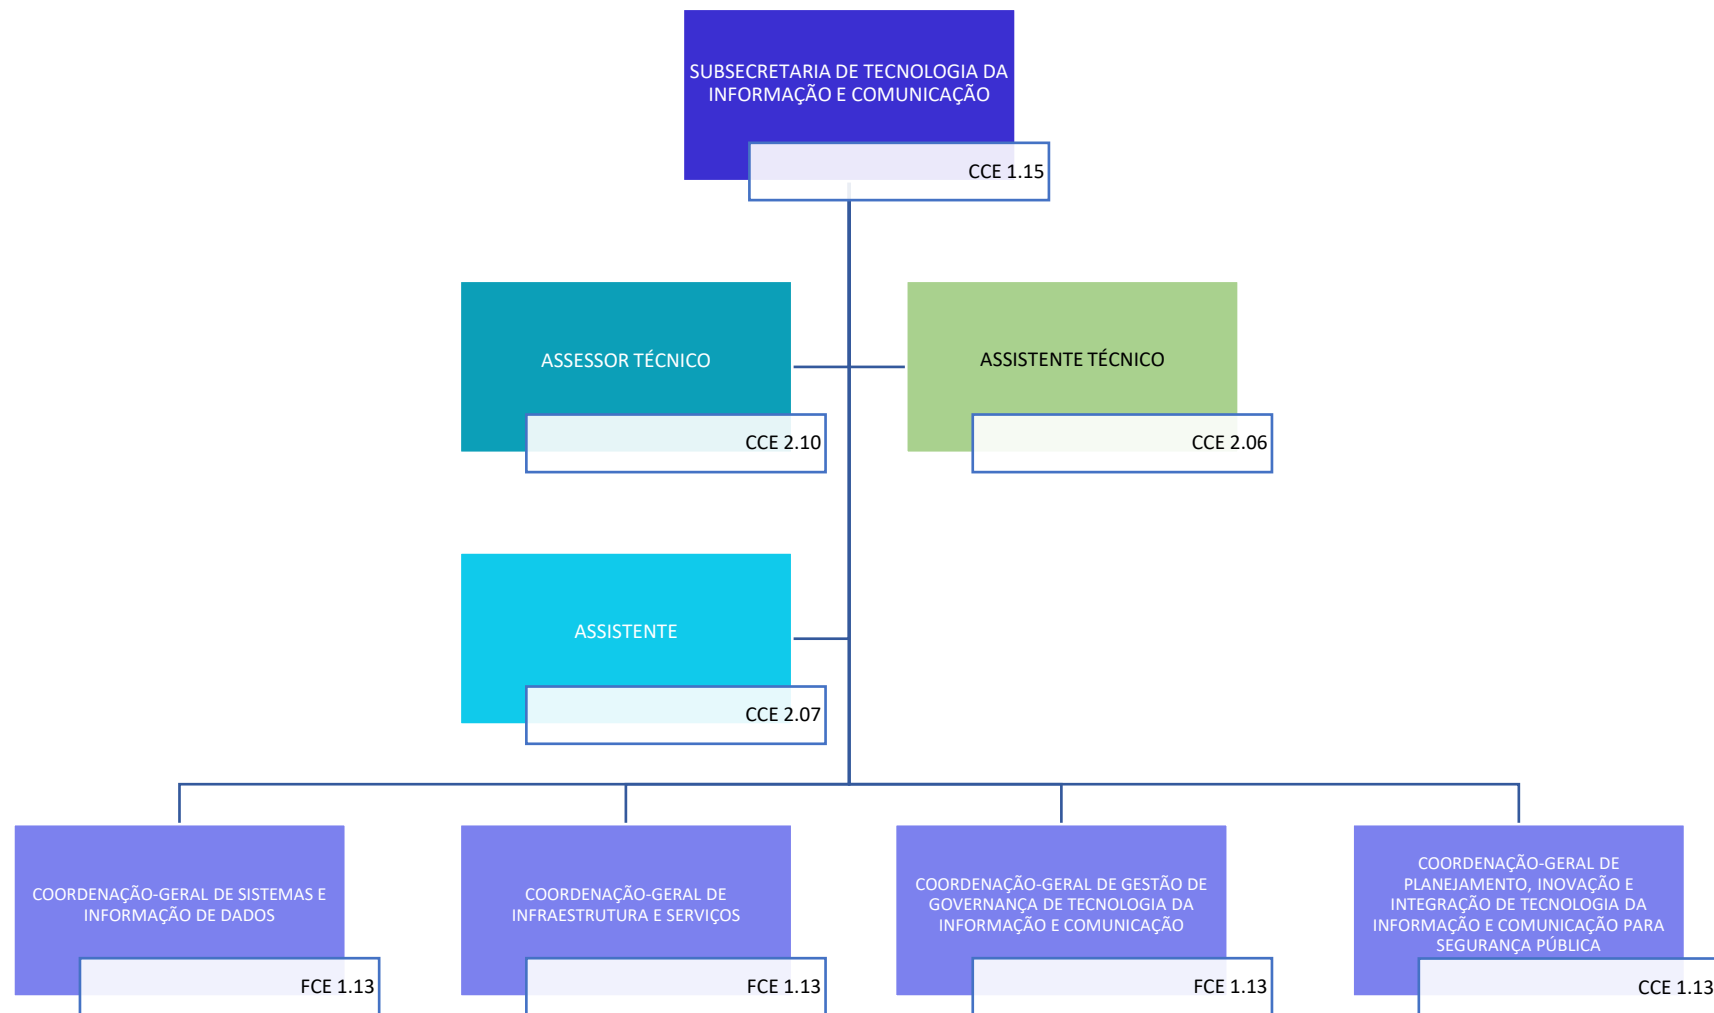 SUBSECRETARIA DE TECNOLOGIA DA
INFORMAÇÃO E COMUNICAÇÃO
CCE 1.15
ASSESSOR TÉCNICO
CCE 2.10
ASSISTENTE TÉCNICO
CCE 2.06
ASSISTENTE
CCE 2.07
COORDENAÇÃO-GERAL DE SISTEMAS E
INFORMAÇÃO DE DADOS
FCE 1.13
COORDENAÇÃO-GERAL DE
INFRAESTRUTURA E SERVIÇOS
FCE 1.13
COORDENAÇÃO-GERAL DE GESTÃO DE
GOVERNANÇA DE TECNOLOGIA DA
INFORMAÇÃO E COMUNICAÇÃO
FCE 1.13
COORDENAÇÃO-GERAL DE
PLANEJAMENTO, INOVAÇÃO E
INTEGRAÇÃO DE TECNOLOGIA DA
INFORMAÇÃO E COMUNICAÇÃO PARA
SEGURANÇA PÚBLICA
CCE 1.13